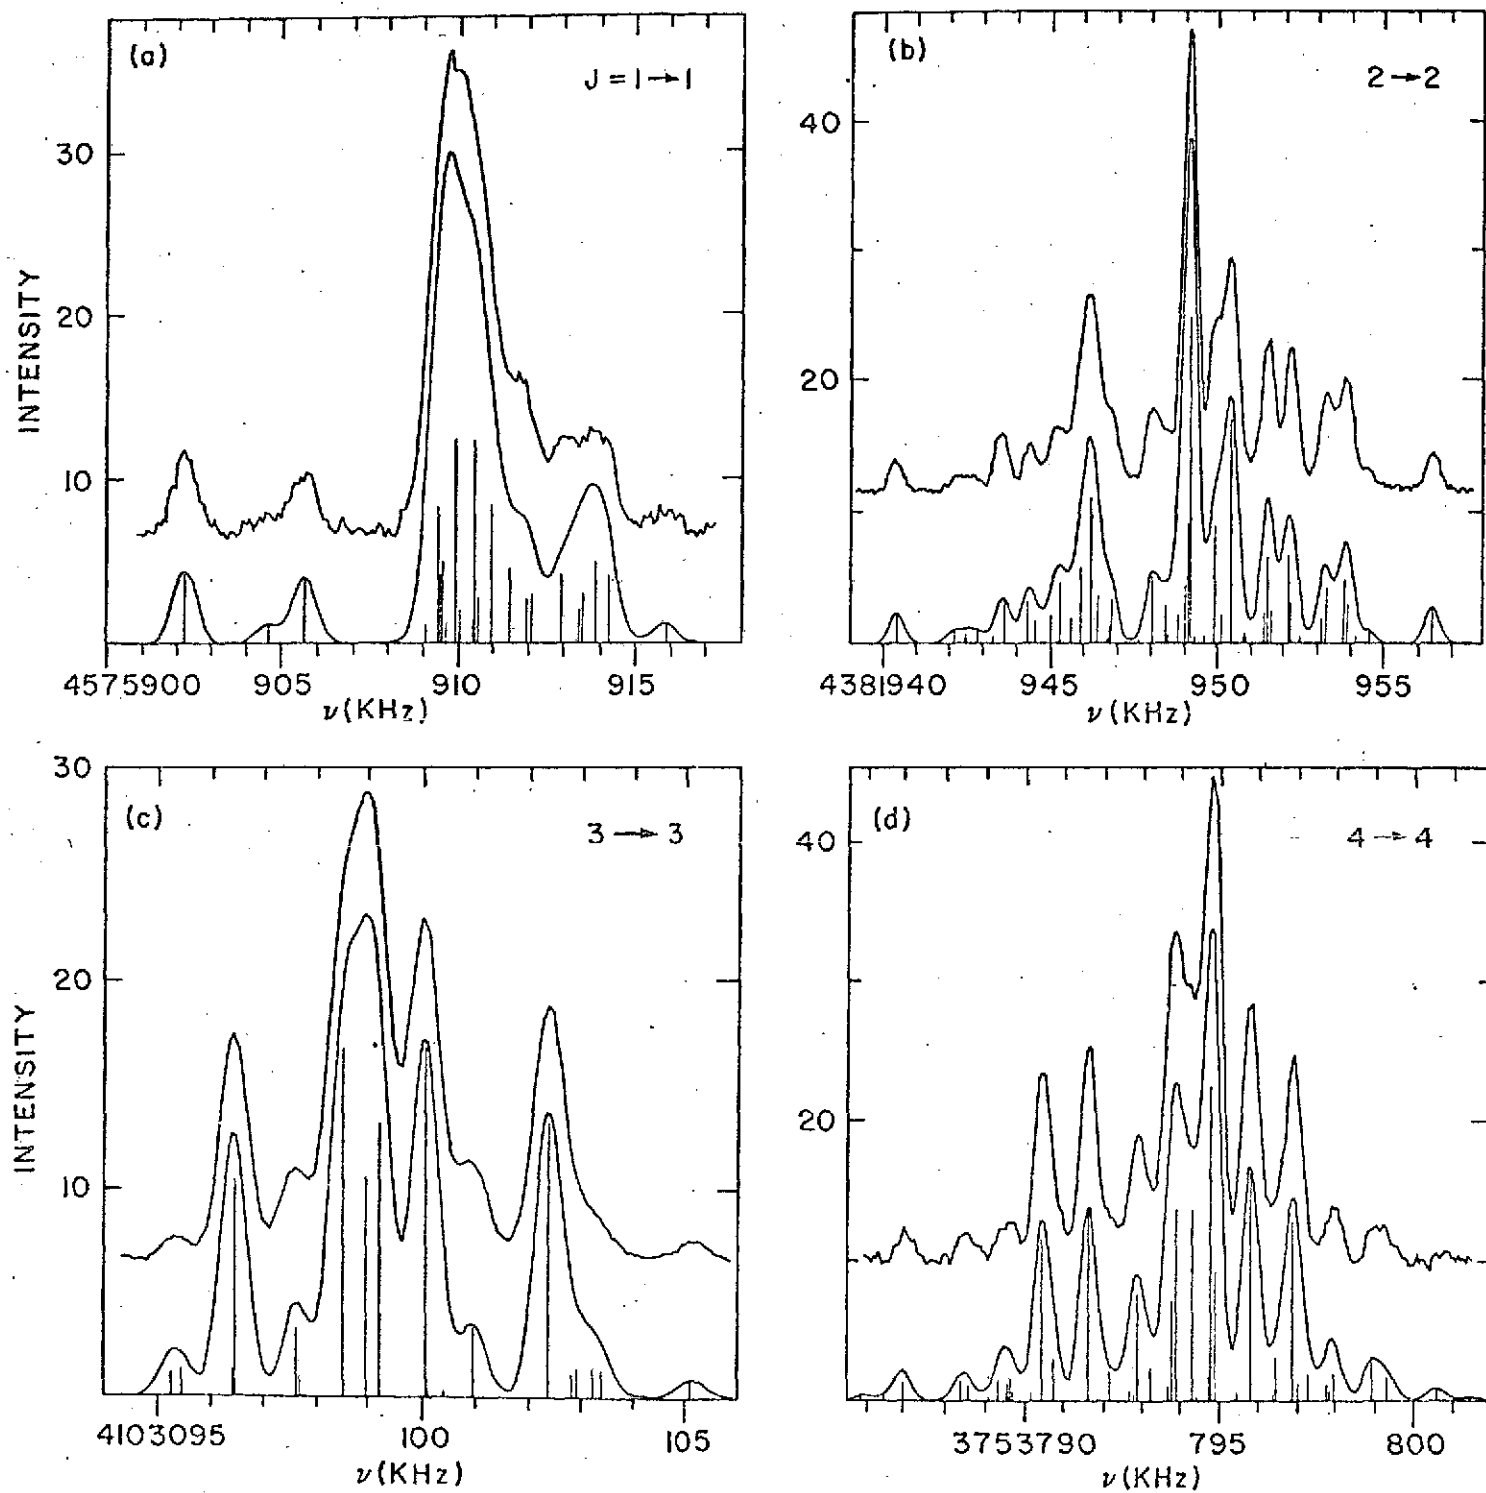 (a)
J = 1→1
30
20
10
INTENSITY
4575900 905 910 915
ν(KHz)
(b)
2→2
40
20
4381940 945 950 955
ν(KHz)
30
(c)
3→3
20
10
INTENSITY
4103095 100 105
ν(KHz)
(d)
4→4
40
20
3753790 795 800
ν(KHz)